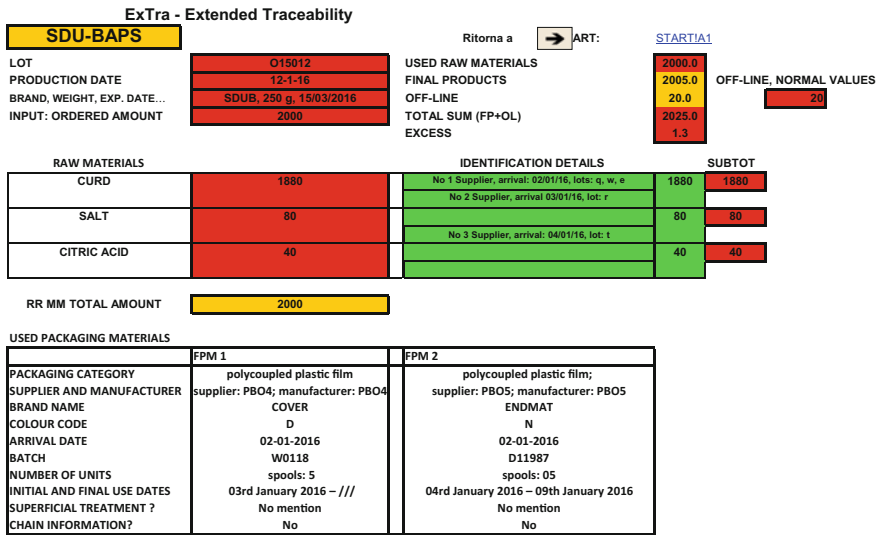 ExTra - Extended Traceability
SDU-BAPS
Ritorna a ART: START!A1
LOT O15012 USED RAW MATERIALS 2000.0
PRODUCTION DATE 12-1-16 FINAL PRODUCTS 2005.0 OFF-LINE, NORMAL VALUES
BRAND, WEIGHT, EXP. DATE... SDUB, 250 g, 15/03/2016 OFF-LINE 20.0 20
INPUT: ORDERED AMOUNT 2000 TOTAL SUM (FP+OL) 2025.0
EXCESS 1.3
RAW MATERIALS IDENTIFICATION DETAILS SUBTOT
CURD 1880 No 1 Supplier, arrival: 02/01/16, lots: q, w, e 1880 1880
No 2 Supplier, arrival 03/01/16, lot: r
SALT 80 80 80
No 3 Supplier, arrival: 04/01/16, lot: t
CITRIC ACID 40 40 40
RR MM TOTAL AMOUNT 2000
USED PACKAGING MATERIALS
FPM 1 FPM 2
PACKAGING CATEGORY polycoupled plastic film polycoupled plastic film;
SUPPLIER AND MANUFACTURER supplier: PBO4; manufacturer: PBO4 supplier: PBO5; manufacturer: PBO5
BRAND NAME COVER ENDMAT
COLOUR CODE D N
ARRIVAL DATE 02-01-2016 02-01-2016
BATCH W0118 D11987
NUMBER OF UNITS spools: 5 spools: 05
INITIAL AND FINAL USE DATES 03rd January 2016 – /// 04rd January 2016 – 09th January 2016
SUPERFICIAL TREATMENT ? No mention No mention
CHAIN INFORMATION? No No